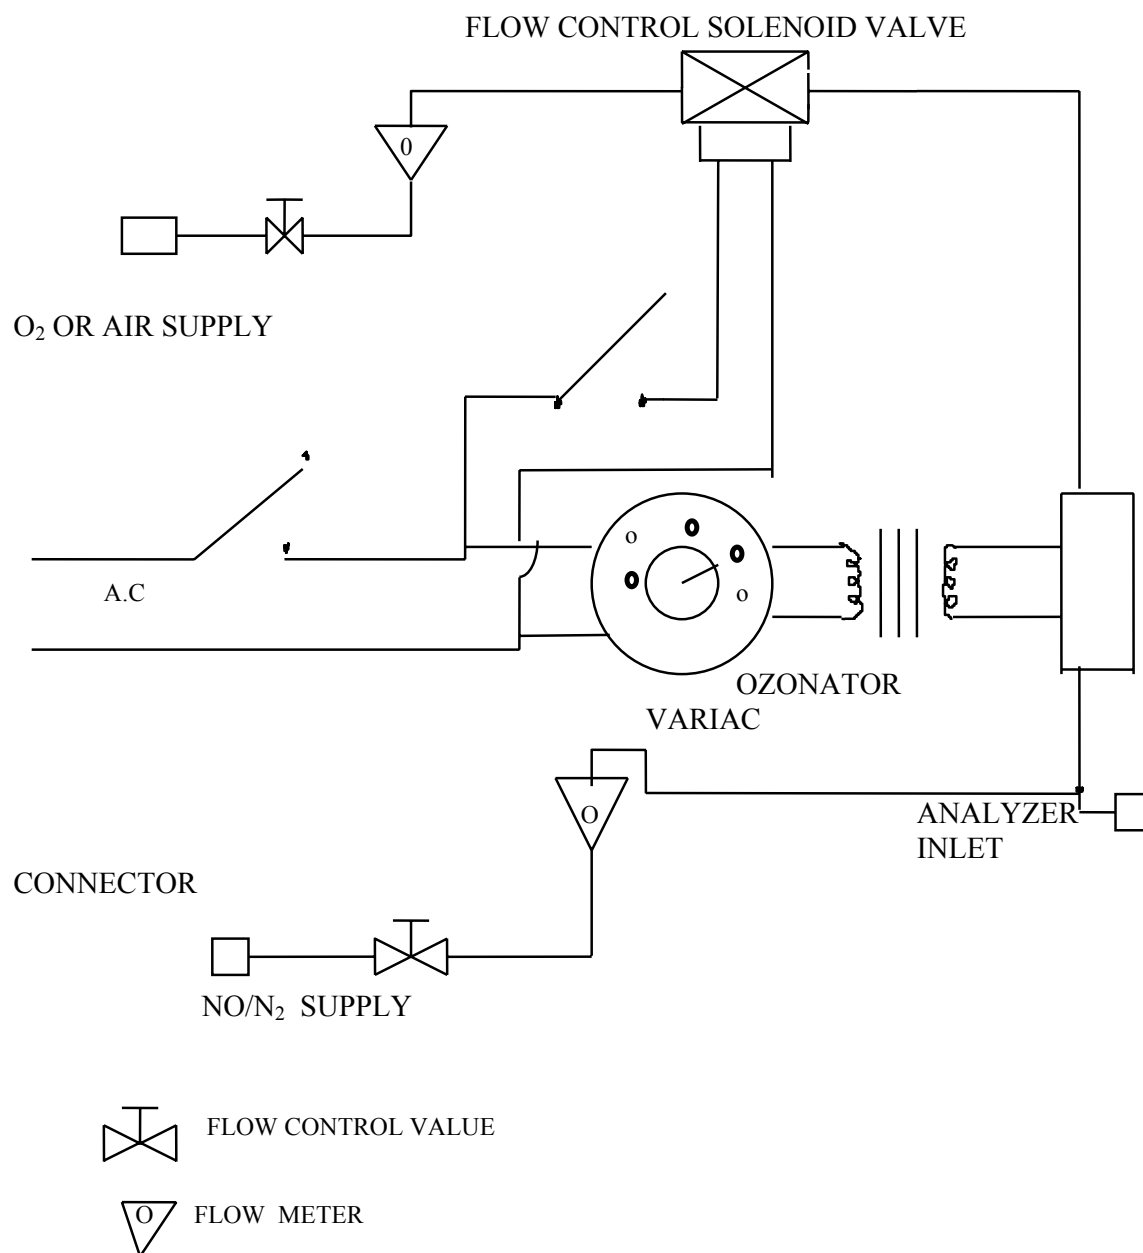 FLOW CONTROL SOLENOID VALVE
0
O₂ OR AIR SUPPLY
A.C
o
o
OZONATOR
VARIAC
O
ANALYZER
INLET
CONNECTOR
NO/N₂ SUPPLY
FLOW CONTROL VALUE
O
FLOW METER